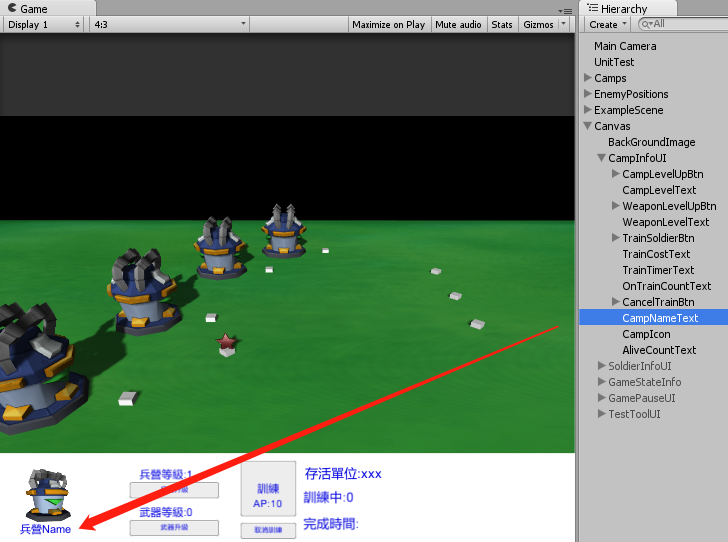 Game
Display 1
4:3
Maximize on Play
Mute audio
Stats
Gizmos
Hierarchy
Create
All
Main Camera
UnitTest
Camps
EnemyPositions
ExampleScene
Canvas
BackGroundImage
CampInfoUI
CampLevelUpBtn
CampLevelText
WeaponLevelUpBtn
WeaponLevelText
TrainSoldierBtn
TrainCostText
TrainTimerText
OnTrainCountText
CancelTrainBtn
CampNameText
CampIcon
AliveCountText
SoldierInfoUI
GameStateInfo
GamePauseUI
TestToolUI
兵營Name
兵營等級:1
升級
武器等級:0
武器升級
訓練
AP:10
取消訓練
存活單位:xxx
訓練中:0
完成時間: